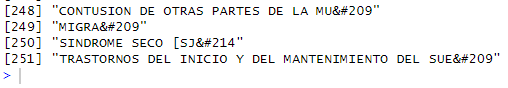 [248] "CONTUSION DE OTRAS PARTES DE LA MU&#209"
[249] "MIGRA&#209"
[250] "SINDROME SECO [SJ&#214"
[251] "TRASTORNOS DEL INICIO Y DEL MANTENIMIENTO DEL SUE&#209"
>